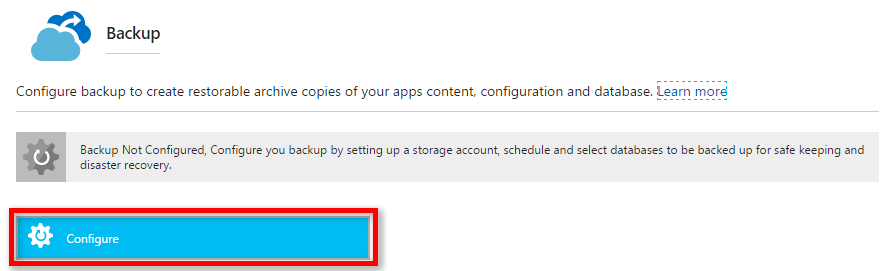 Backup
Configure backup to create restorable archive copies of your apps content, configuration and database. Learn more
Backup Not Configured, Configure you backup by setting up a storage account, schedule and select databases to be backed up for safe keeping and
disaster recovery.
Configure